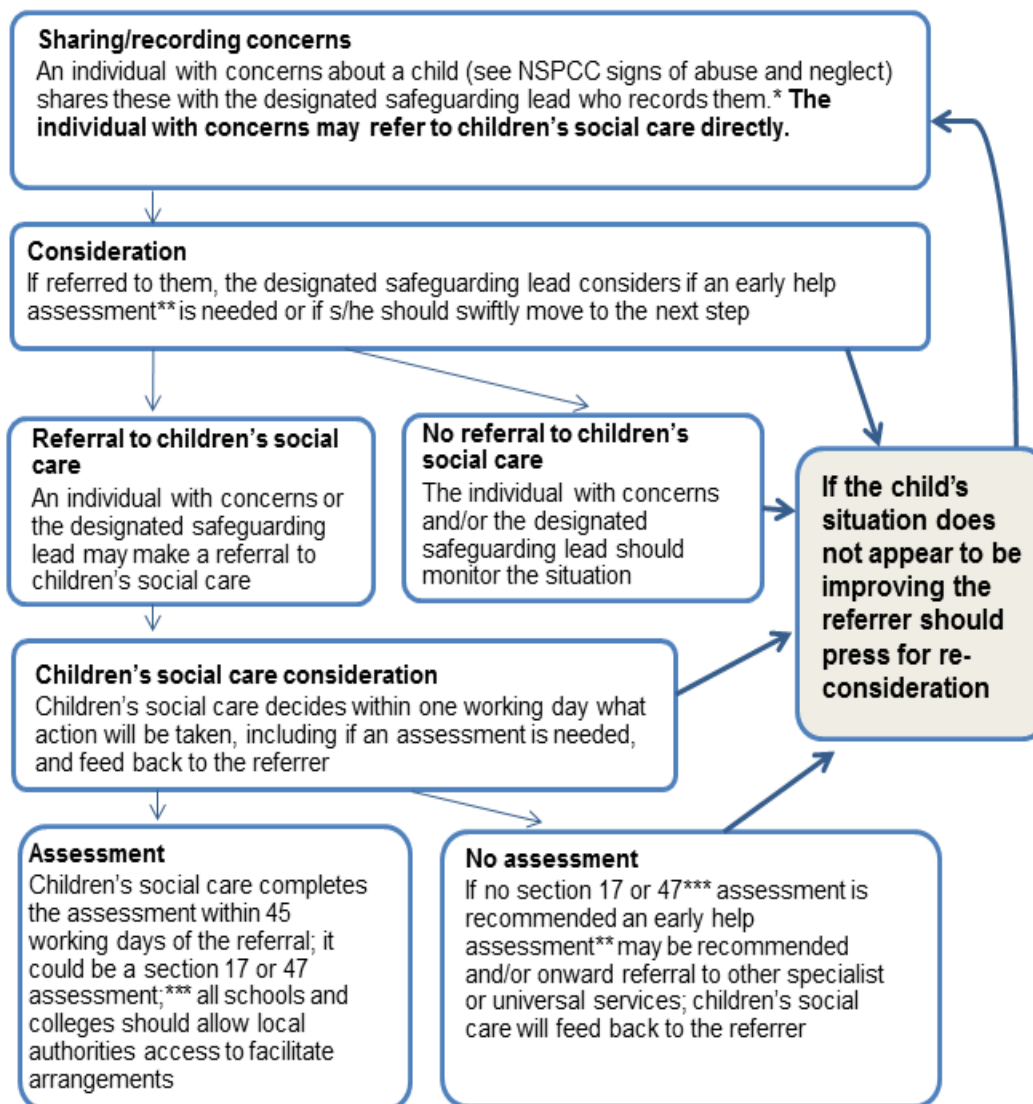 Sharing/recording concerns
An individual with concerns about a child (see NSPCC signs of abuse and neglect)
shares these with the designated safeguarding lead who records them.* The
individual with concerns may refer to children's social care directly.
Consideration
If referred to them, the designated safeguarding lead considers if an early help
assessment** is needed or if s/he should swiftly move to the next step
Referral to children's social
care
An individual with concerns or
the designated safeguarding
lead may make a referral to
children's social care
No referral to children's
social care
The individual with concerns
and/or the designated
safeguarding lead should
monitor the situation
If the child's
situation does
not appear to be
improving the
referrer should
press for re-
consideration
Children's social care consideration
Children's social care decides within one working day what
action will be taken, including if an assessment is needed,
and feed back to the referrer
Assessment
Children's social care completes
the assessment within 45
working days of the referral; it
could be a section 17 or 47
assessment;*** all schools and
colleges should allow local
authorities access to facilitate
arrangements
No assessment
If no section 17 or 47*** assessment is
recommended an early help
assessment** may be recommended
and/or onward referral to other specialist
or universal services; children's social
care will feed back to the referrer